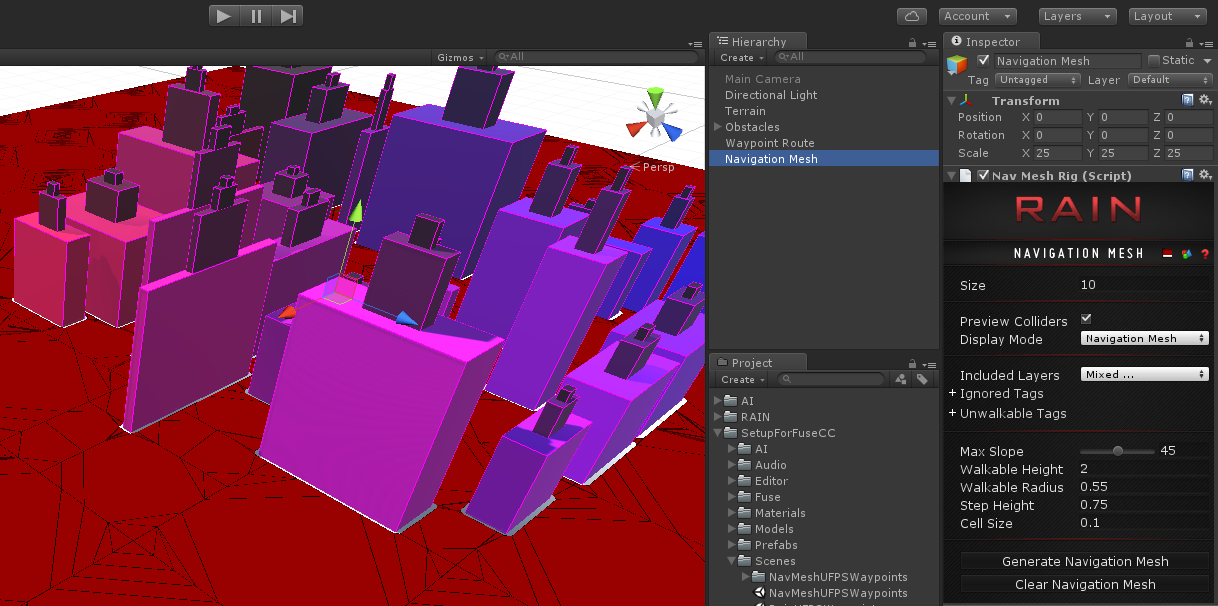 Account
Layers
Layout
Gizmos
All
Persp
Hierarchy
Create
All
Main Camera
Directional Light
Terrain
Obstacles
Waypoint Route
Navigation Mesh
Project
Create
AI
RAIN
SetupForFuseCC
AI
Audio
Editor
Fuse
Materials
Models
Prefabs
Scenes
NavMeshUFPSWaypoints
NavMeshUFPSWaypoints
Inspector
Navigation Mesh
Static
Tag Untagged Layer Default
Transform
Position X 0 Y 0 Z 0
Rotation X 0 Y 0 Z 0
Scale X 25 Y 25 Z 25
Nav Mesh Rig (Script)
RAIN
NAVIGATION MESH
Size 10
Preview Colliders
Display Mode Navigation Mesh
Included Layers Mixed ...
+ Ignored Tags
+ Unwalkable Tags
Max Slope 45
Walkable Height 2
Walkable Radius 0.55
Step Height 0.75
Cell Size 0.1
Generate Navigation Mesh
Clear Navigation Mesh